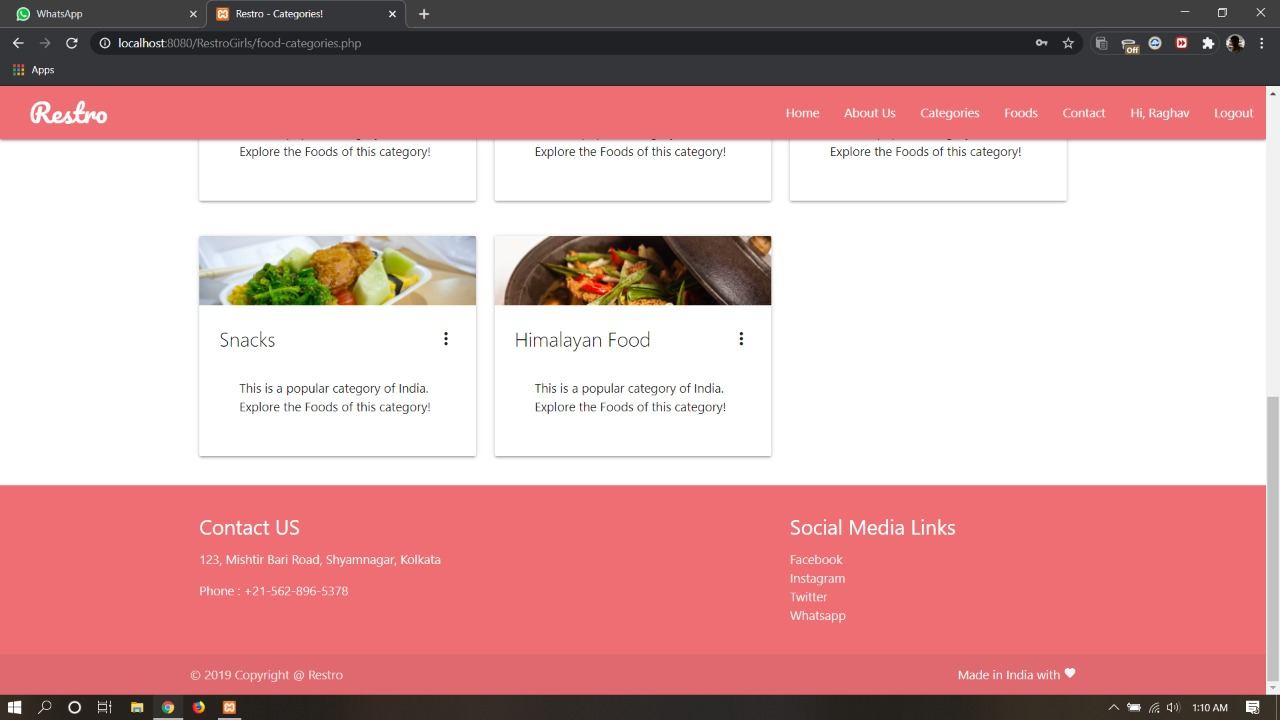 WhatsApp
Restro - Categories!
localhost:8080/RestroGirls/food-categories.php
Off
Apps
Restro
Home About Us Categories Foods Contact Hi, Raghav Logout
Explore the Foods of this category! Explore the Foods of this category! Explore the Foods of this category!
Snacks Himalayan Food
This is a popular category of India. This is a popular category of India.
Explore the Foods of this category! Explore the Foods of this category!
Contact US Social Media Links
123, Mishtir Bari Road, Shyamnagar, Kolkata Facebook
Instagram
Phone : +21-562-896-5378 Twitter
Whatsapp
© 2019 Copyright @ Restro Made in India with
1:10 AM